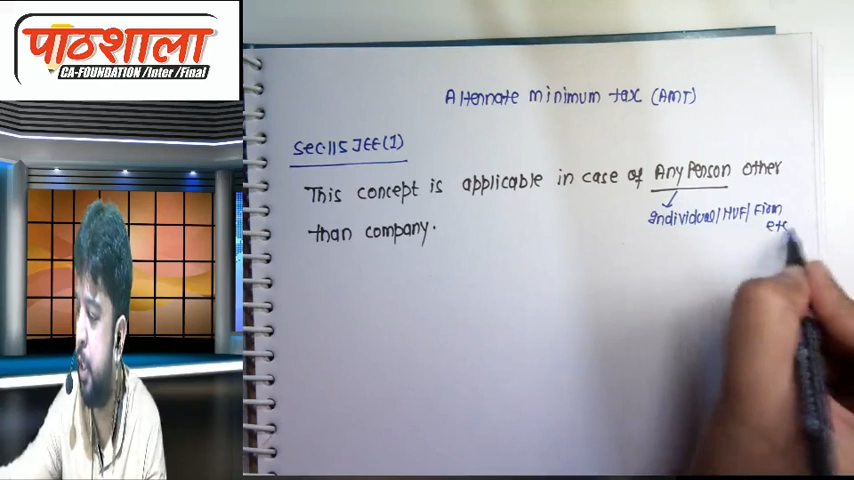 पाठशाला
CA-FOUNDATION /Inter /Final
Alternate minimum tax (AMT)
Sec.115 JEE(1)
This concept is applicable in case of Any Person other
Individual/HUF/Firm
etc
than company.